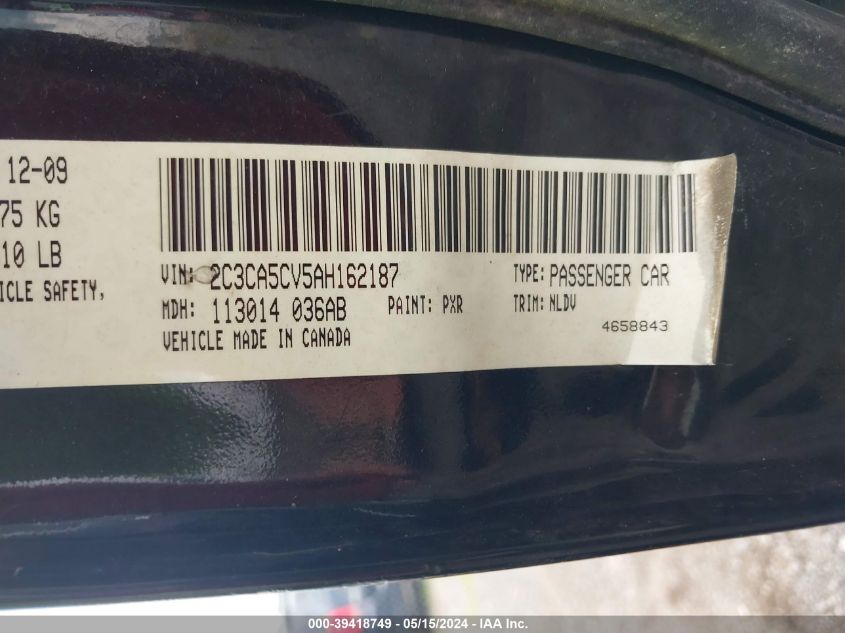 12-09
75 KG
10 LB
ICLE SAFETY,
VIN: 2C3CA5CV5AH162187
TYPE: PASSENGER CAR
MDH: 113014 036AB
PAINT: PXR
TRIM: NLDV
VEHICLE MADE IN CANADA
4658843
000-39418749 - 05/15/2024 - IAA Inc.